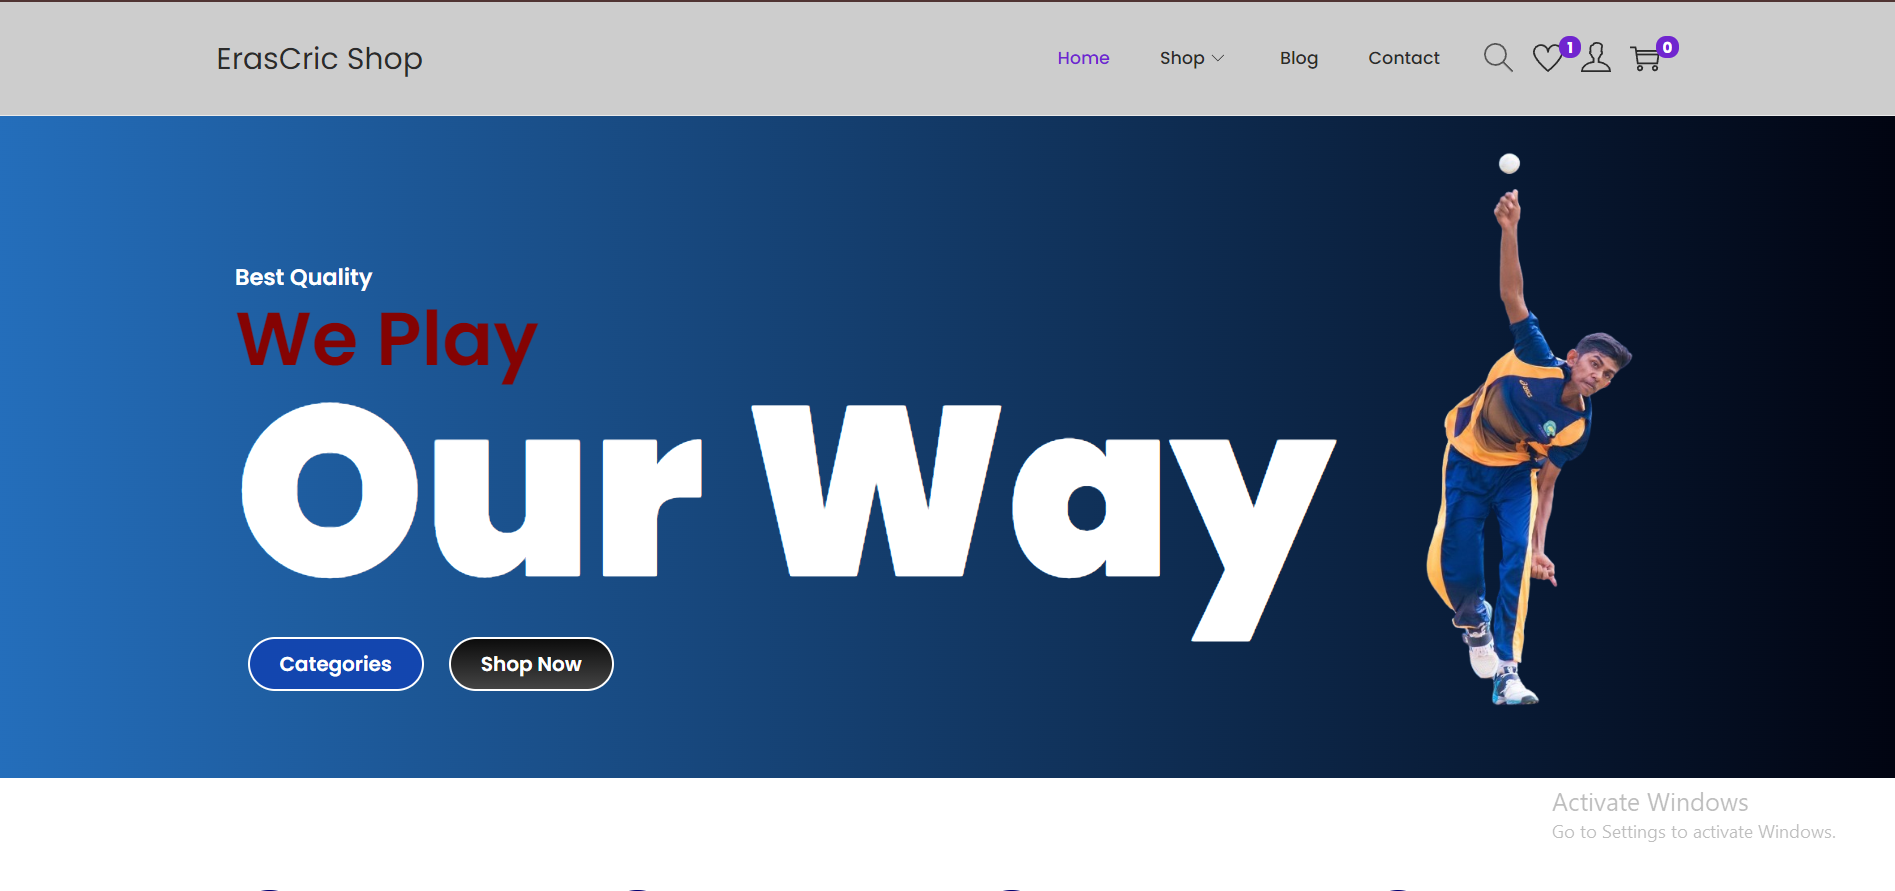 ErasCric Shop
Home
Shop
Blog
Contact
1
0
Best Quality
We Play
Our Way
Categories
Shop Now
Activate Windows
Go to Settings to activate Windows.